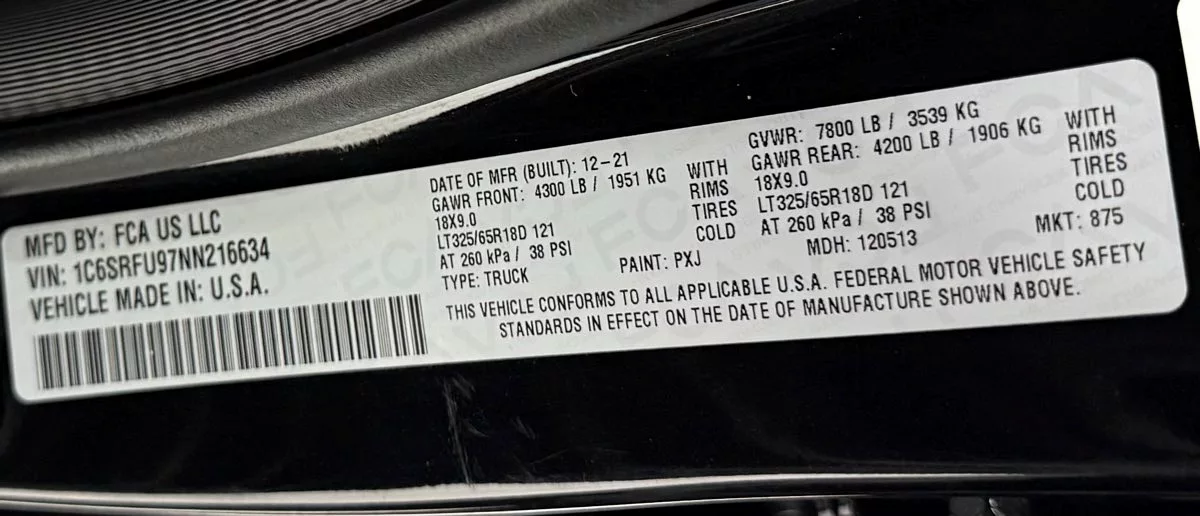 MFD BY: FCA US LLC
VIN: 1C6SRFU97NN216634
VEHICLE MADE IN: U.S.A.
DATE OF MFR (BUILT): 12-21
GAWR FRONT: 4300 LB / 1951 KG WITH
18X9.0 RIMS
LT325/65R18D 121 TIRES
AT 260 kPa / 38 PSI COLD
TYPE: TRUCK PAINT: PXJ
GVWR: 7800 LB / 3539 KG
GAWR REAR: 4200 LB / 1906 KG WITH
18X9.0 RIMS
LT325/65R18D 121 TIRES
AT 260 kPa / 38 PSI COLD
MDH: 120513 MKT: 875
THIS VEHICLE CONFORMS TO ALL APPLICABLE U.S.A. FEDERAL MOTOR VEHICLE SAFETY
STANDARDS IN EFFECT ON THE DATE OF MANUFACTURE SHOWN ABOVE.